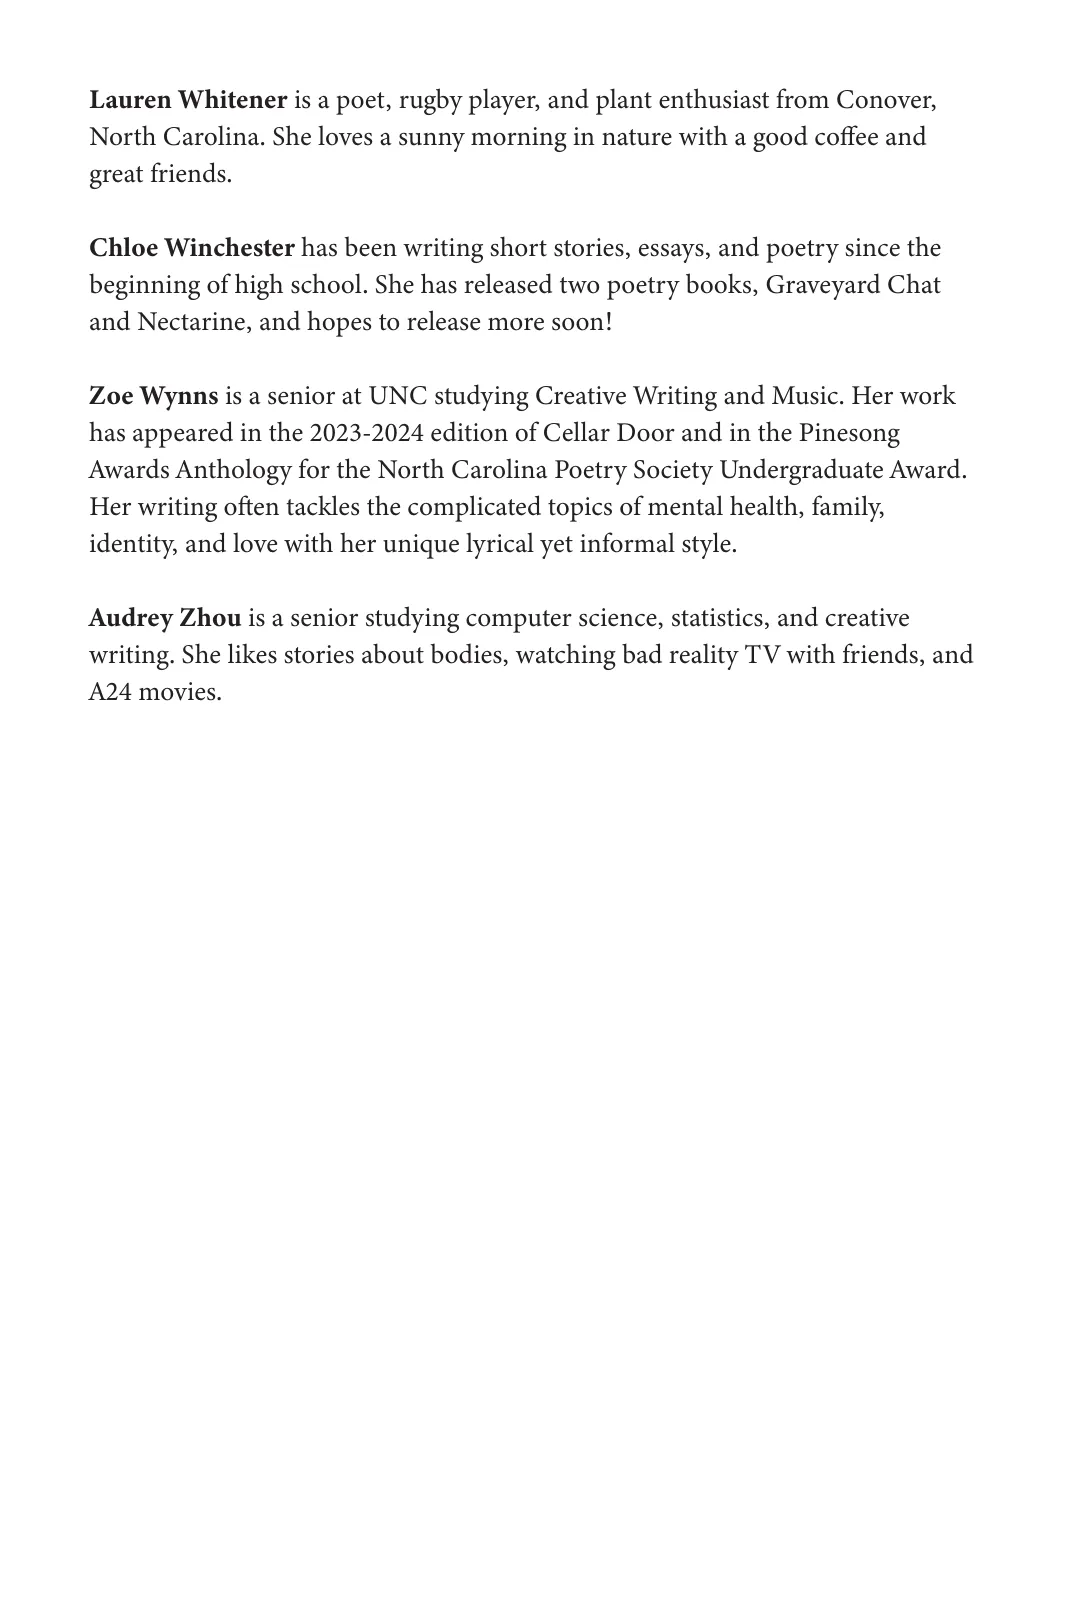 Lauren Whitener is a poet, rugby player, and plant enthusiast from Conover,
North Carolina. She loves a sunny morning in nature with a good coffee and
great friends.
Chloe Winchester has been writing short stories, essays, and poetry since the
beginning of high school. She has released two poetry books, Graveyard Chat
and Nectarine, and hopes to release more soon!
Zoe Wynns is a senior at UNC studying Creative Writing and Music. Her work
has appeared in the 2023-2024 edition of Cellar Door and in the Pinesong
Awards Anthology for the North Carolina Poetry Society Undergraduate Award.
Her writing often tackles the complicated topics of mental health, family,
identity, and love with her unique lyrical yet informal style.
Audrey Zhou is a senior studying computer science, statistics, and creative
writing. She likes stories about bodies, watching bad reality TV with friends, and
A24 movies.